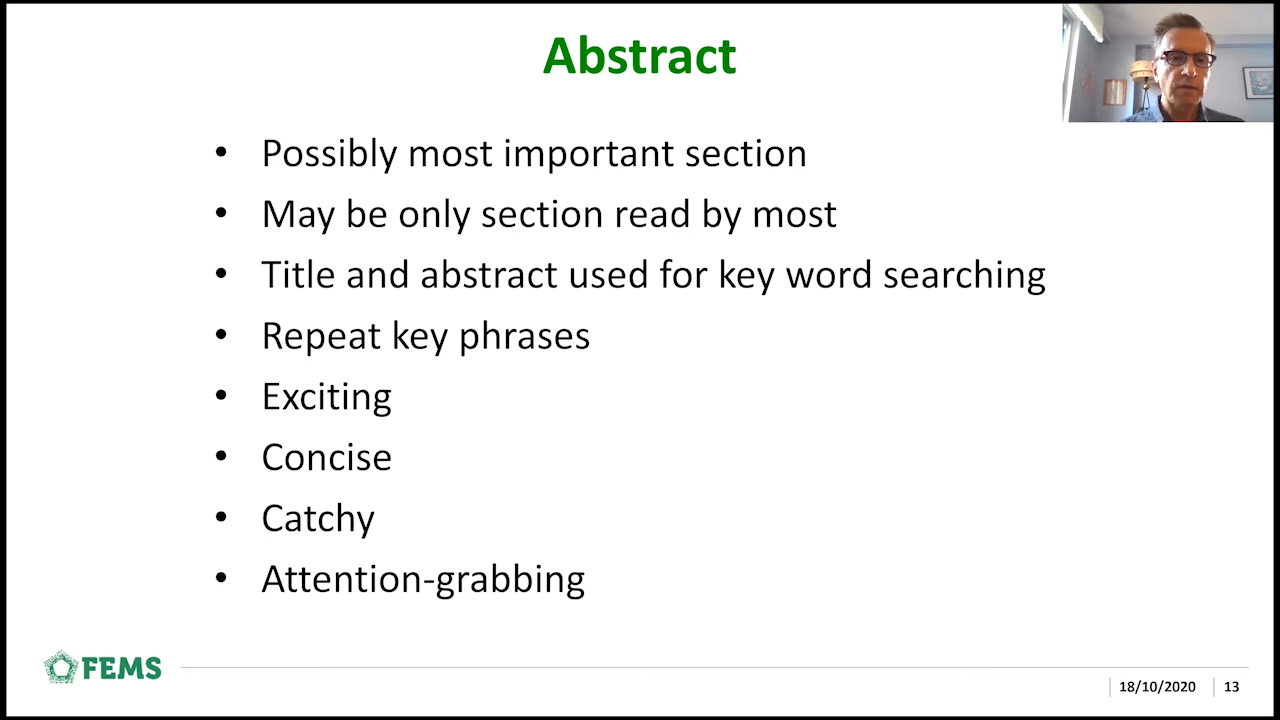 Abstract
• Possibly most important section
• May be only section read by most
• Title and abstract used for key word searching
• Repeat key phrases
• Exciting
• Concise
• Catchy
• Attention-grabbing
FEMS
18/10/2020
13